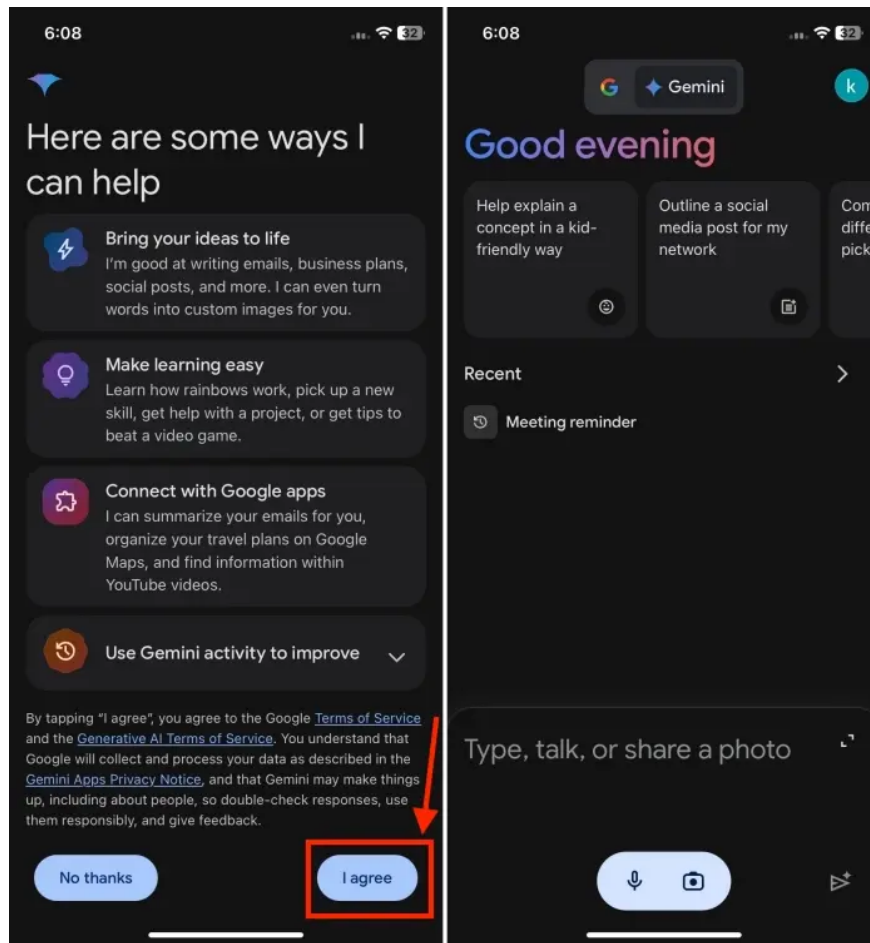 6:08
32
Here are some ways I
can help
Bring your ideas to life
I'm good at writing emails, business plans,
social posts, and more. I can even turn
words into custom images for you.
Make learning easy
Learn how rainbows work, pick up a new
skill, get help with a project, or get tips to
beat a video game.
Connect with Google apps
I can summarize your emails for you,
organize your travel plans on Google
Maps, and find information within
YouTube videos.
Use Gemini activity to improve
By tapping "I agree", you agree to the Google Terms of Service
and the Generative AI Terms of Service. You understand that
Google will collect and process your data as described in the
Gemini Apps Privacy Notice, and that Gemini may make things
up, including about people, so double-check responses, use
them responsibly, and give feedback.
No thanks
I agree
6:08
32
G Gemini
k
Good evening
Help explain a
concept in a kid-
friendly way
Outline a social
media post for my
network
Com
diffe
pick
Recent
Meeting reminder
Type, talk, or share a photo